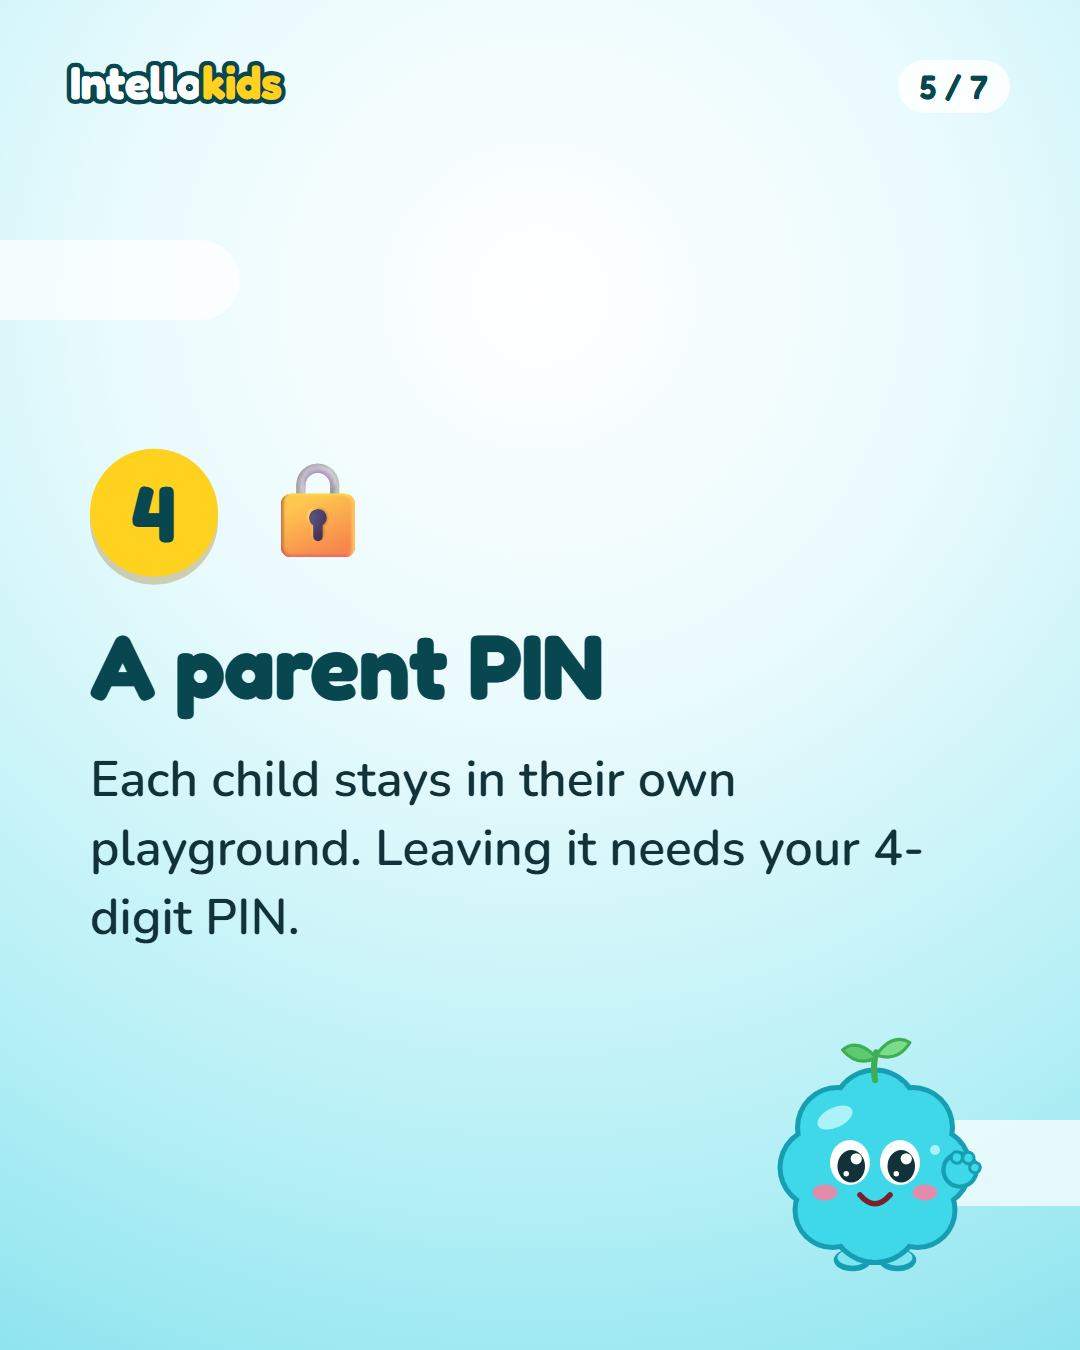 Intellokids
5 / 7
4
A parent PIN
Each child stays in their own
playground. Leaving it needs your 4-
digit PIN.